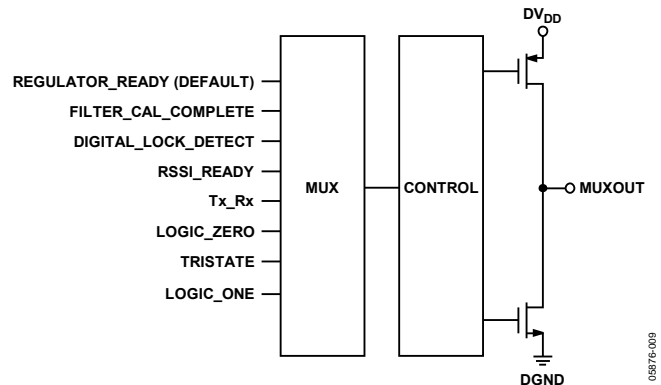 DVDD
REGULATOR_READY (DEFAULT)
FILTER_CAL_COMPLETE
DIGITAL_LOCK_DETECT
RSSI_READY
Tx_Rx
LOGIC_ZERO
TRISTATE
LOGIC_ONE
MUX
CONTROL
MUXOUT
DGND
05876-009